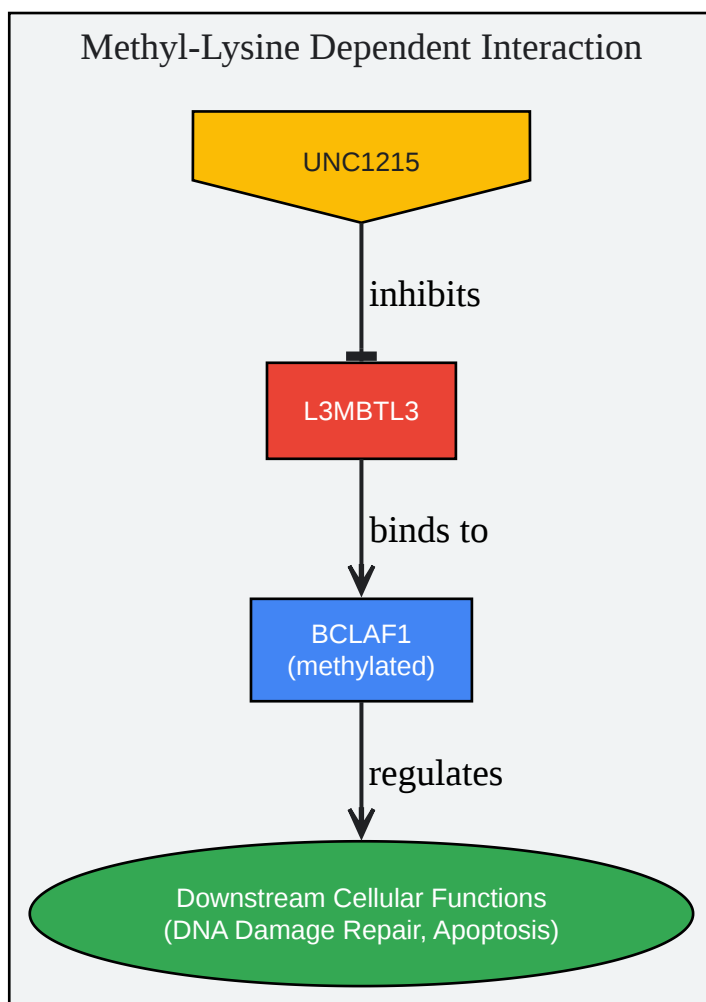 Methyl-Lysine Dependent Interaction
UNC1215
inhibits
L3MBTL3
binds to
BCLAF1
(methylated)
regulates
Downstream Cellular Functions
(DNA Damage Repair, Apoptosis)